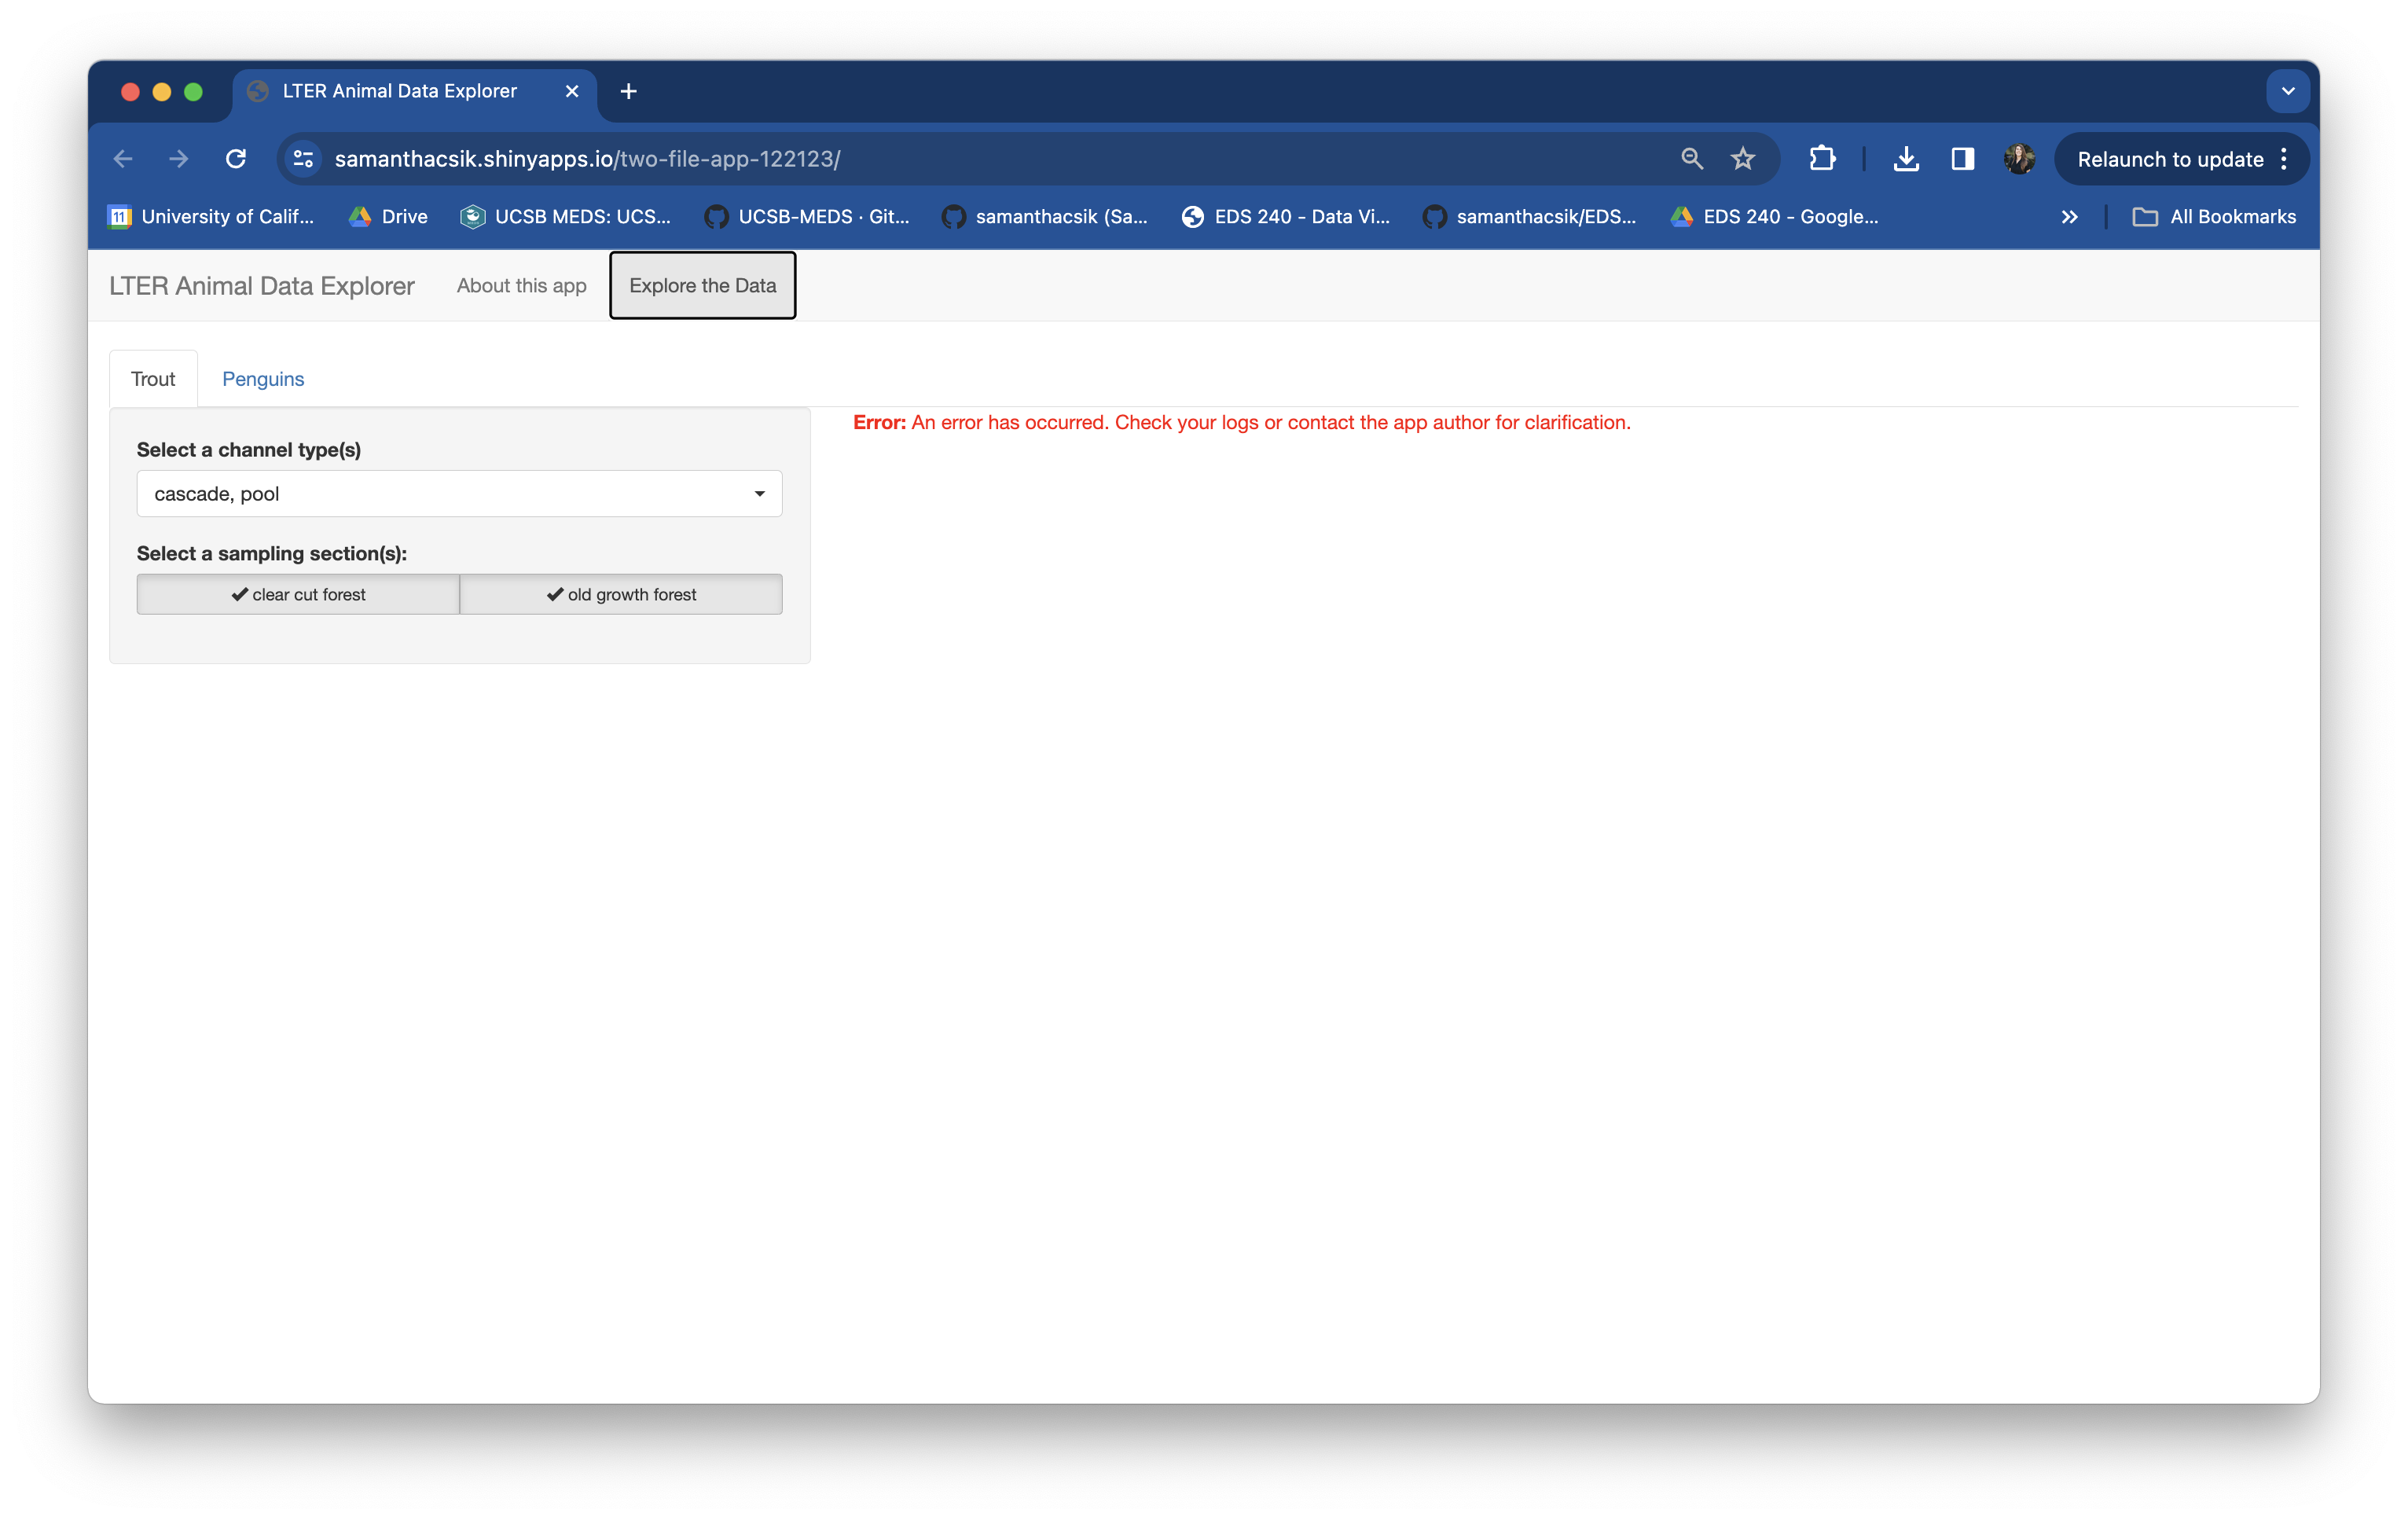 LTER Animal Data Explorer
samanthacsik.shinyapps.io/two-file-app-122123/
Relaunch to update
11 University of Calif... Drive UCSB MEDS: UCS... UCSB-MEDS · Git... samanthacsik (Sa... EDS 240 - Data Vi... samanthacsik/EDS... EDS 240 - Google... All Bookmarks
LTER Animal Data Explorer About this app Explore the Data
Trout Penguins
Error: An error has occurred. Check your logs or contact the app author for clarification.
Select a channel type(s)
cascade, pool
Select a sampling section(s):
clear cut forest old growth forest